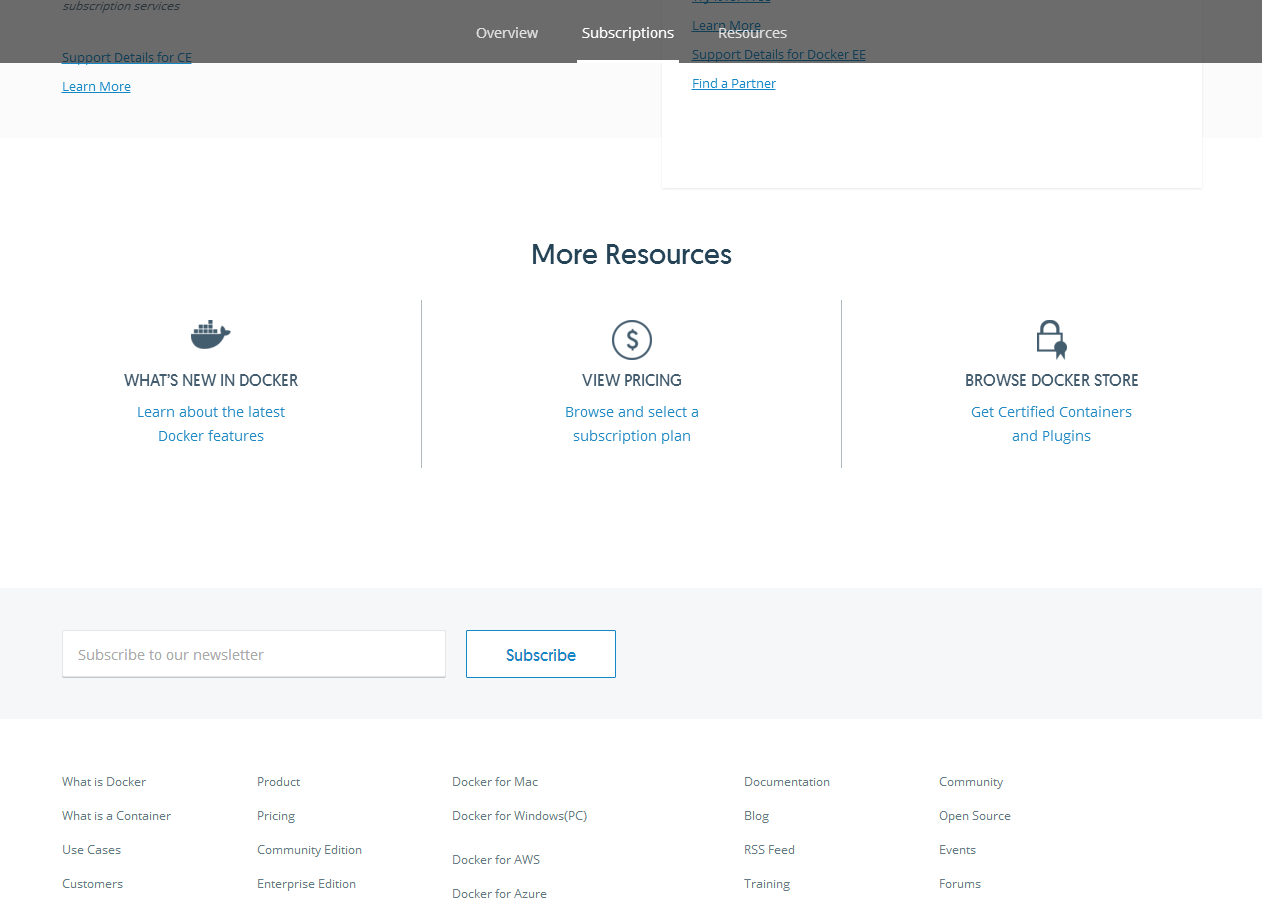 subscription services
Overview
Subscriptions
Resources
Learn More
Support Details for CE
Support Details for Docker EE
Learn More
Find a Partner
More Resources
WHAT'S NEW IN DOCKER
Learn about the latest
Docker features
VIEW PRICING
Browse and select a
subscription plan
BROWSE DOCKER STORE
Get Certified Containers
and Plugins
Subscribe to our newsletter
Subscribe
What is Docker
What is a Container
Use Cases
Customers
Product
Pricing
Community Edition
Enterprise Edition
Docker for Mac
Docker for Windows(PC)
Docker for AWS
Docker for Azure
Documentation
Blog
RSS Feed
Training
Community
Open Source
Events
Forums